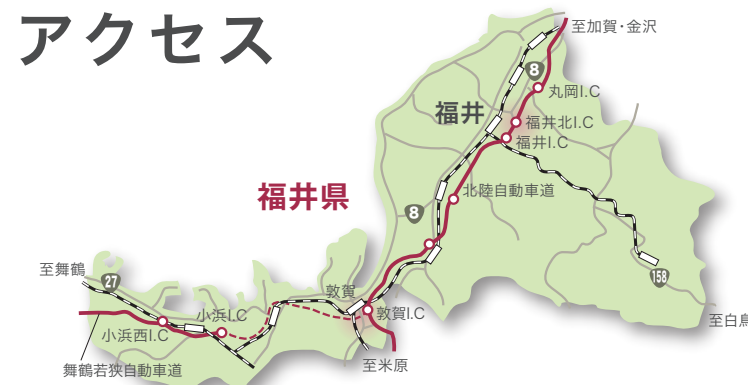 アクセス
至加賀・金沢
8
丸岡I.C
福井
福井北I.C
福井I.C
福井県
北陸自動車道
8
至舞鶴
27
敦賀
158
小浜I.C
敦賀I.C
至白鳥
小浜西I.C
至米原
舞鶴若狭自動車道